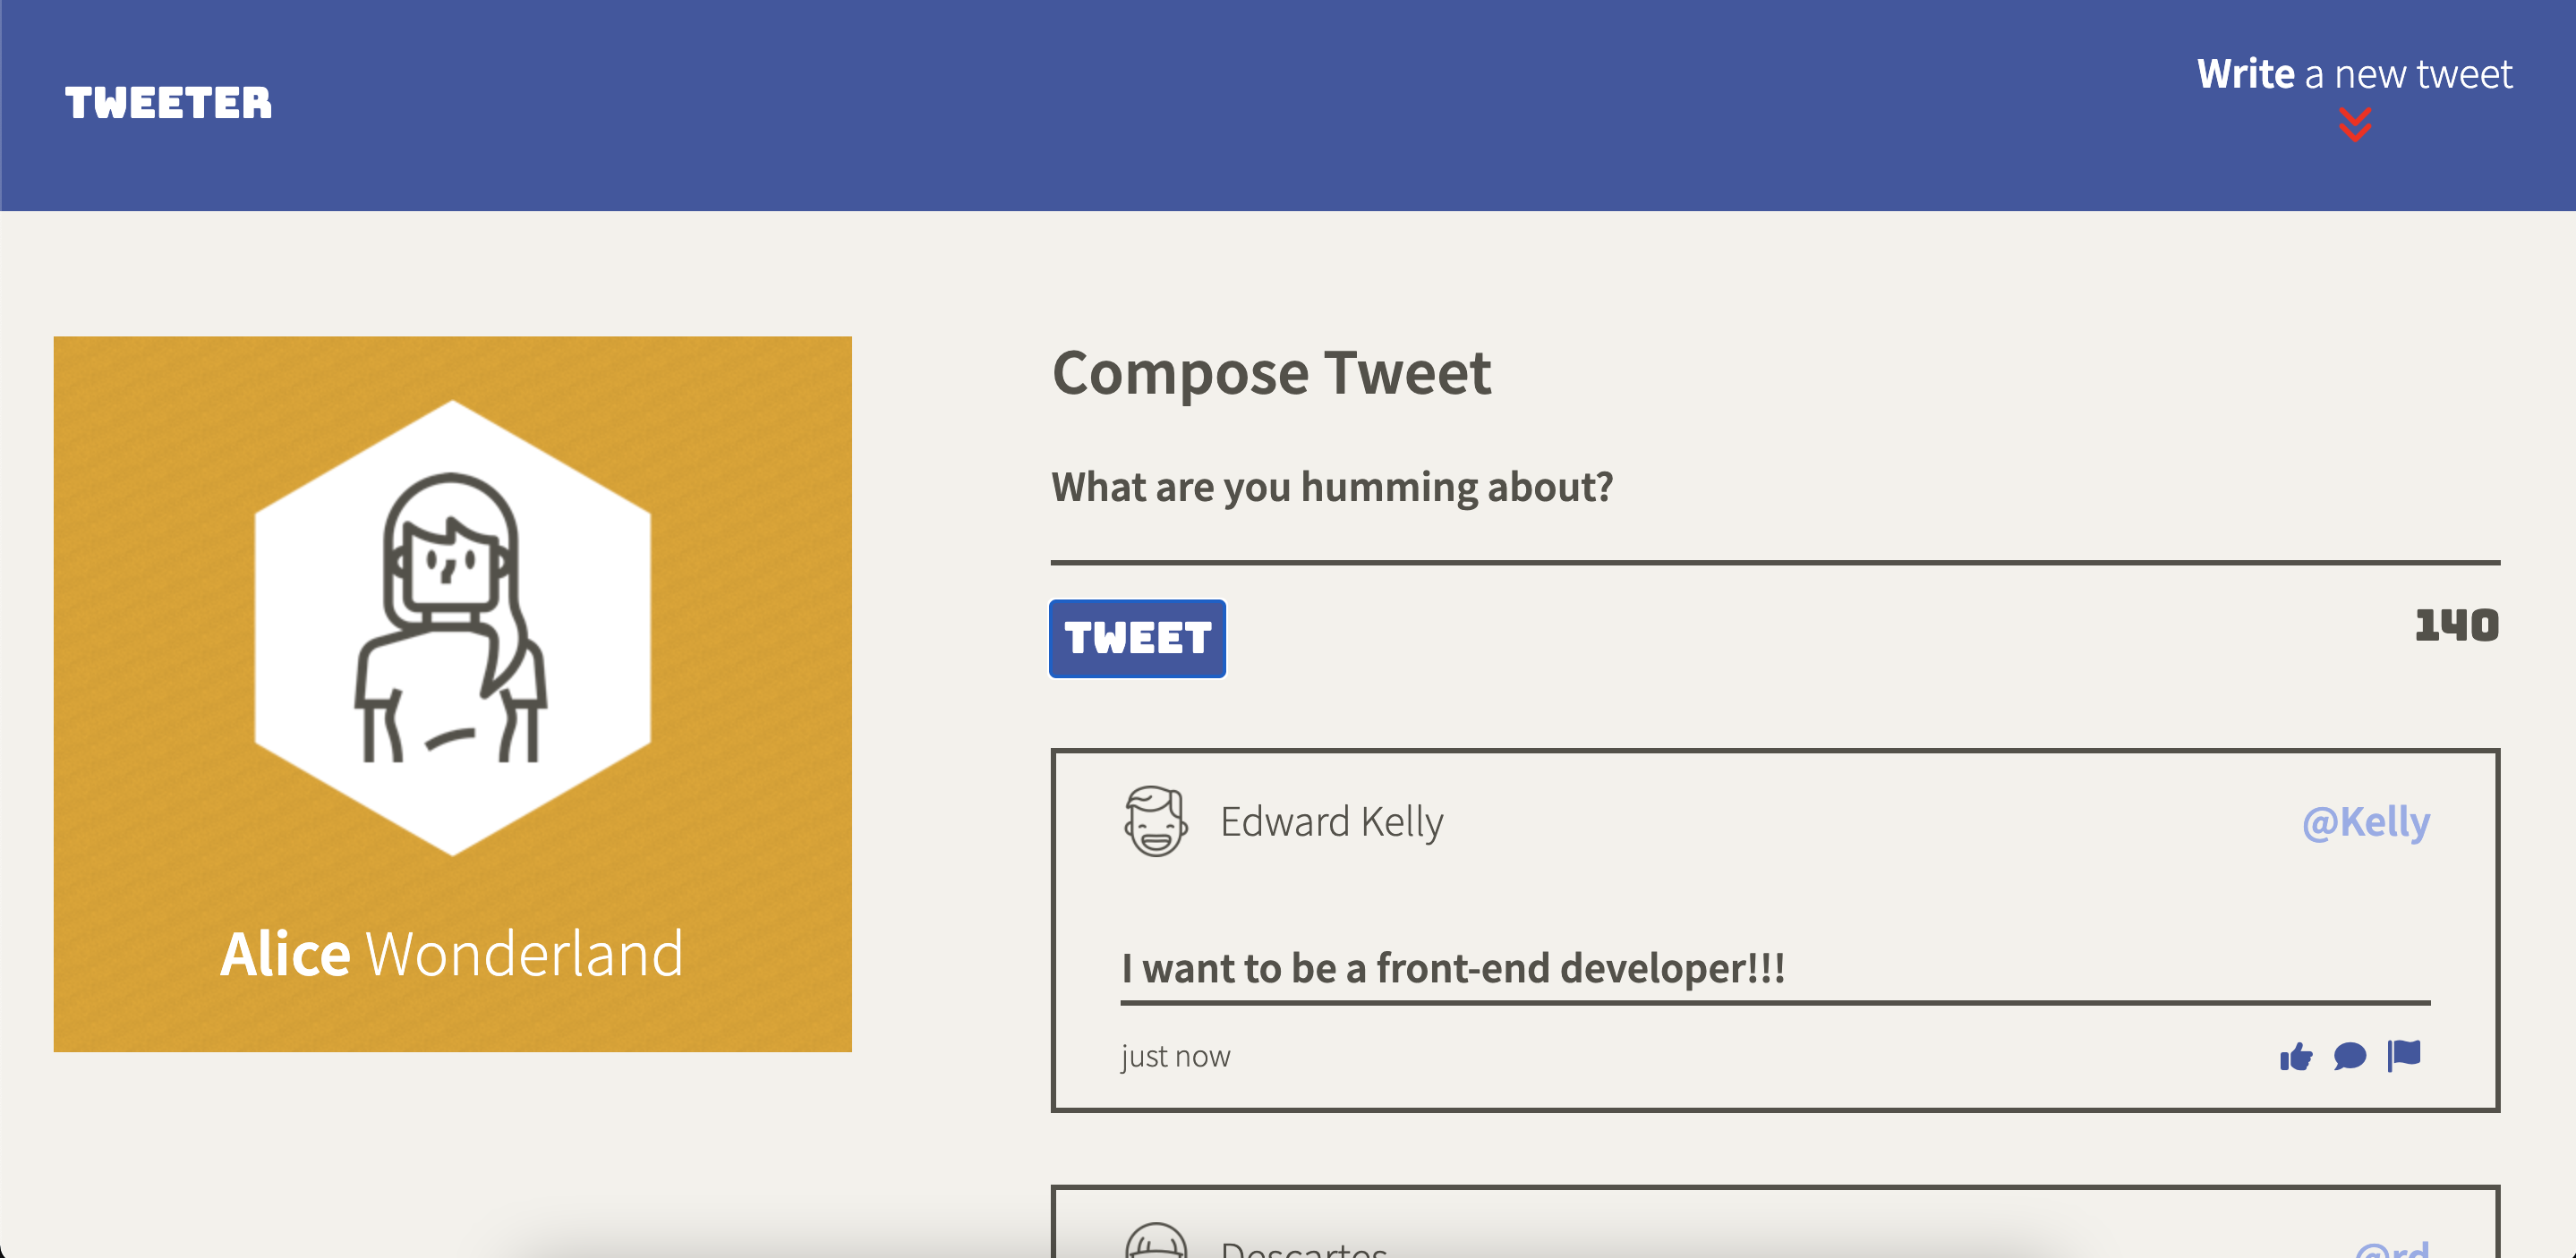 TWEETER
Write a new tweet
Alice Wonderland
Compose Tweet
What are you humming about?
TWEET
140
Edward Kelly
@Kelly
I want to be a front-end developer!!!
just now
Descartes
@rd